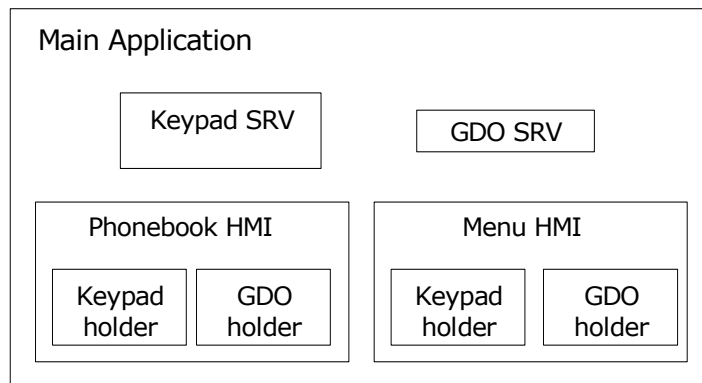 Main Application
Keypad SRV
GDO SRV
Phonebook HMI
Menu HMI
Keypad
holder
GDO
holder
Keypad
holder
GDO
holder